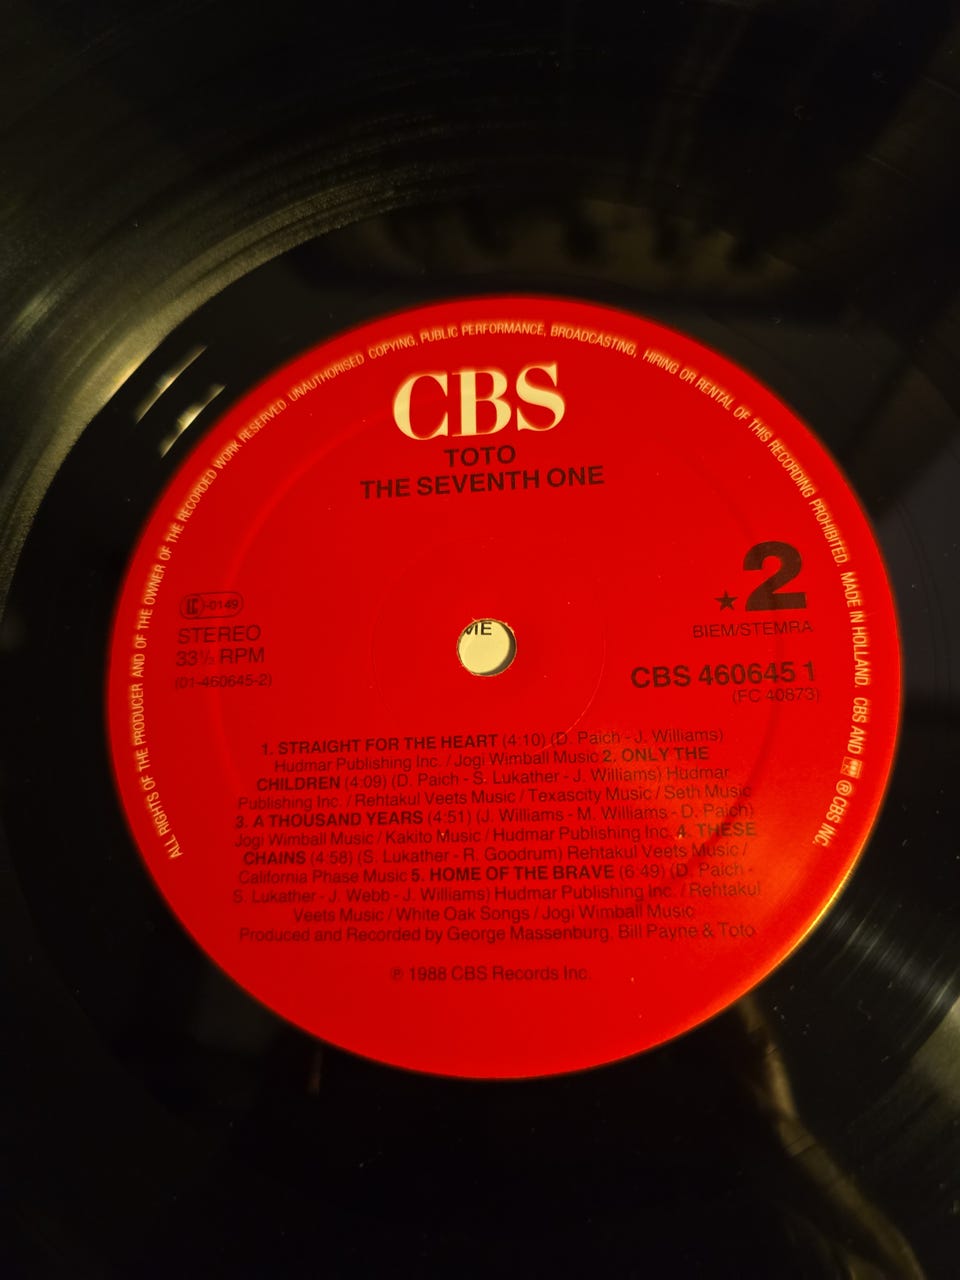 ALL RIGHTS OF THE PRODUCER AND OF THE OWNER OF THE RECORDED WORK RESERVED. UNAUTHORISED COPYING, PUBLIC PERFORMANCE, BROADCASTING, HIRING OR RENTAL OF THIS RECORDING PROHIBITED. MADE IN HOLLAND. CBS AND ℗ CBS INC.
CBS
TOTO
THE SEVENTH ONE
LC-0149
STEREO
33⅓ RPM
(01-460645-2)
★2
BIEM/STEMRA
CBS 460645 1
(FC 40873)
ME
1. STRAIGHT FOR THE HEART (4:10) (D. Paich - J. Williams)
Hudmar Publishing Inc. / Jogi Wimball Music 2. ONLY THE
CHILDREN (4:09) (D. Paich - S. Lukather - J. Williams) Hudmar
Publishing Inc. / Rehtakul Veets Music / Texascity Music / Seth Music
3. A THOUSAND YEARS (4:51) (J. Williams - M. Williams - D. Paich)
Jogi Wimball Music / Kakito Music / Hudmar Publishing Inc. 4. THESE
CHAINS (4:58) (S. Lukather - R. Goodrum) Rehtakul Veets Music /
California Phase Music 5. HOME OF THE BRAVE (6:49) (D. Paich -
S. Lukather - J. Webb - J. Williams) Hudmar Publishing Inc. / Rehtakul
Veets Music / White Oak Songs / Jogi Wimball Music
Produced and Recorded by George Massenburg, Bill Payne & Toto
℗ 1988 CBS Records Inc.